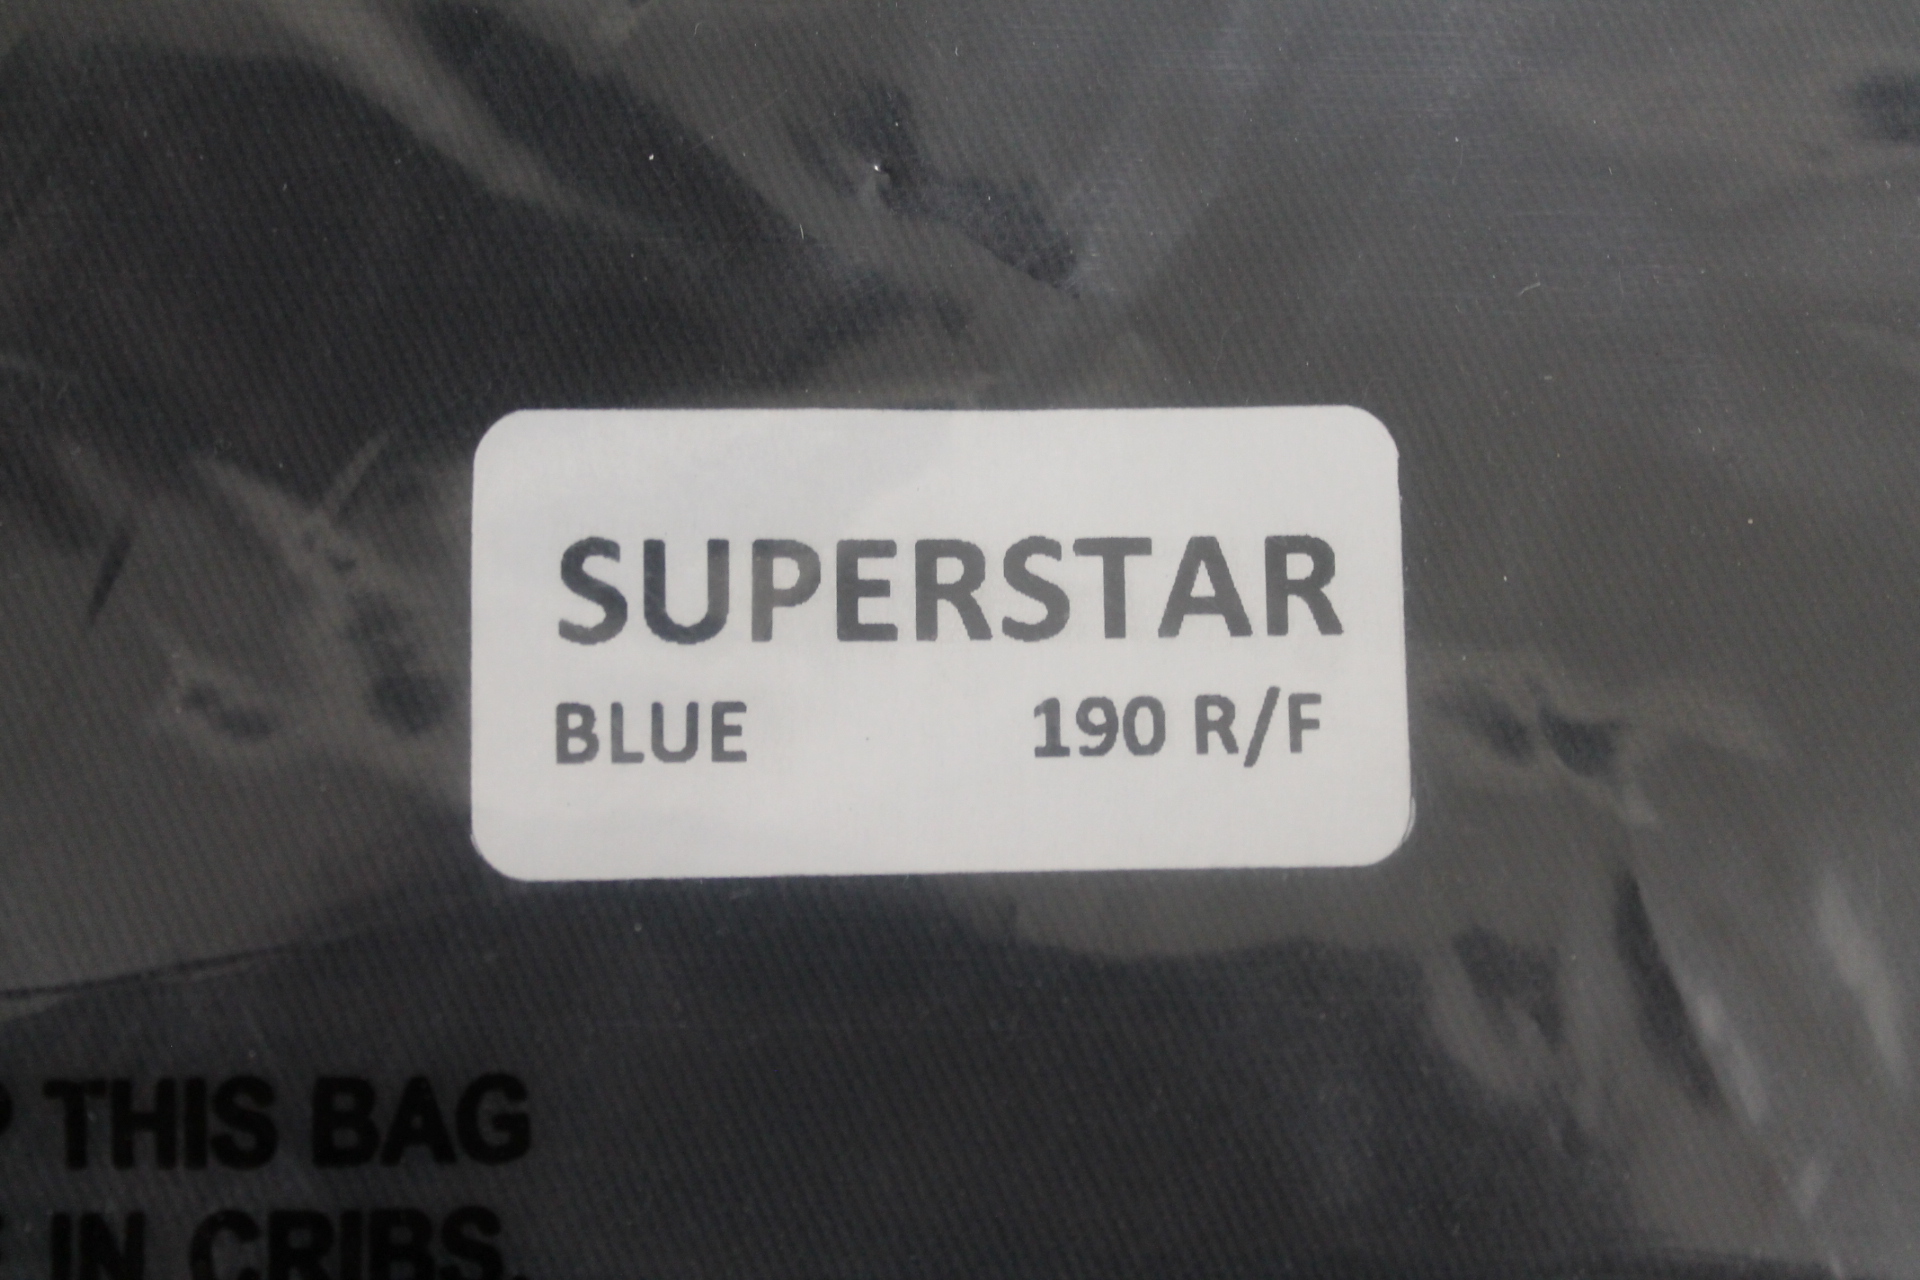 SUPERSTAR
BLUE 190 R/F
THIS BAG
IN CRIBS.